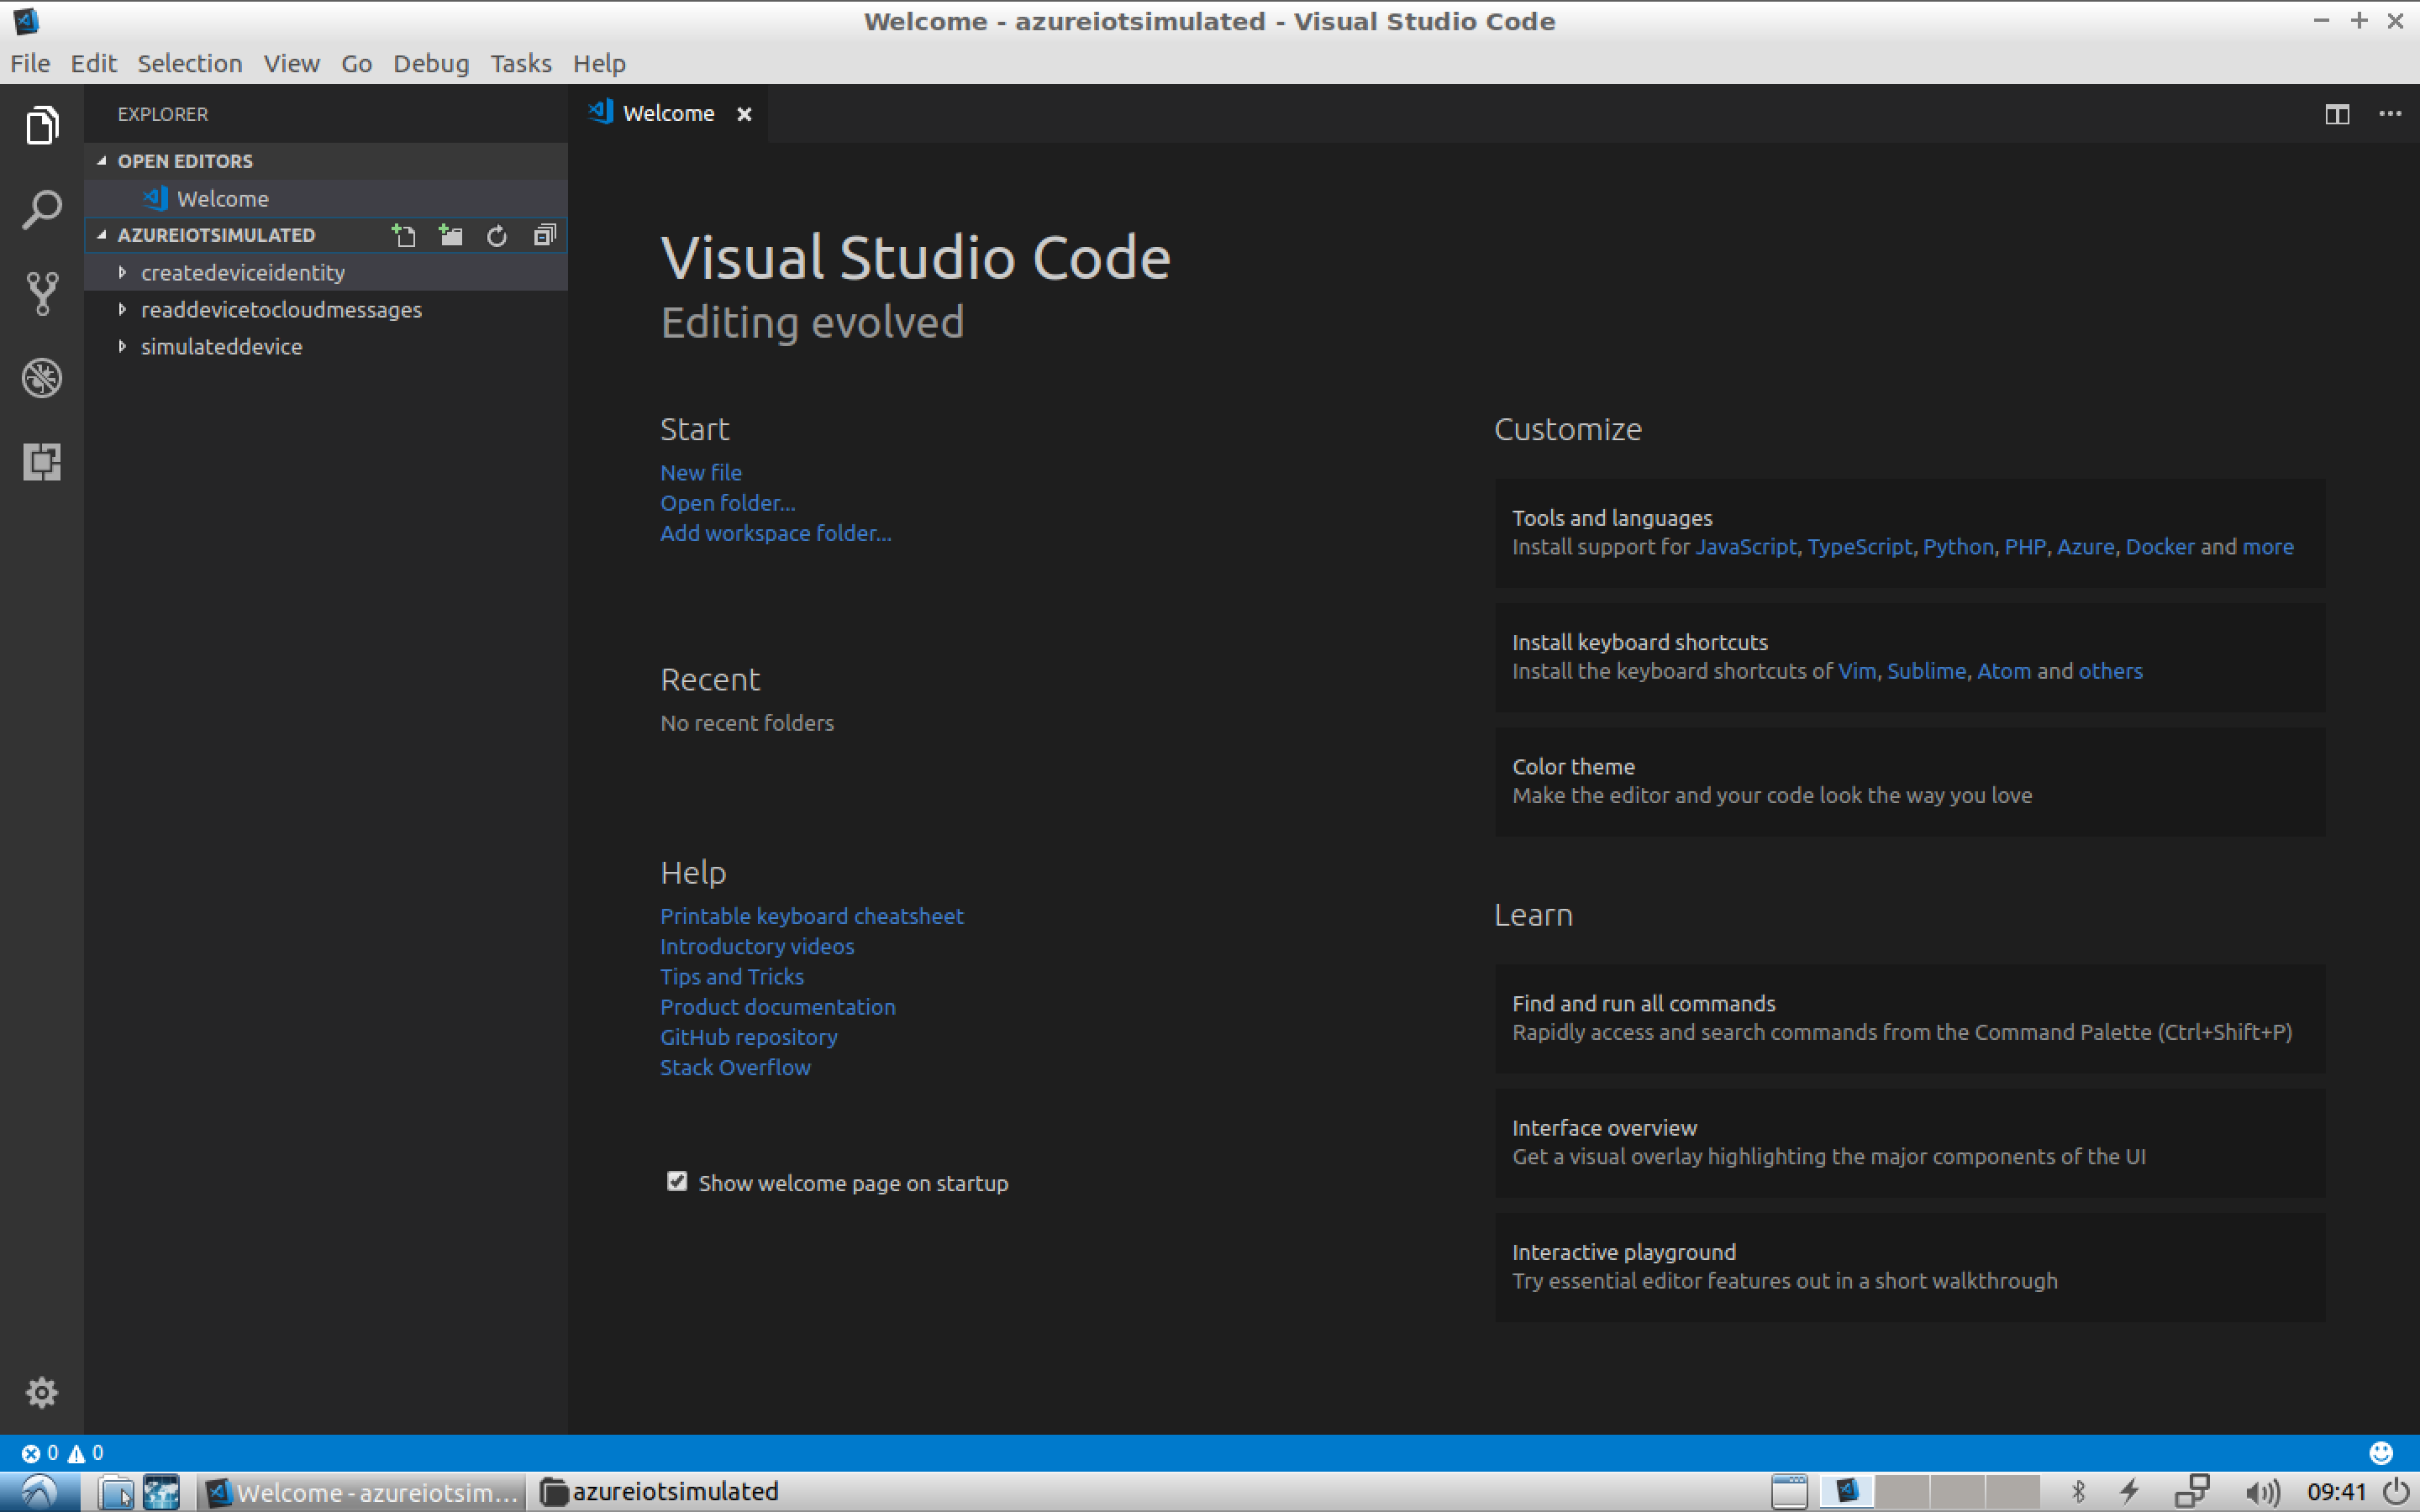 Welcome - azureiotsimulated - Visual Studio Code
File Edit Selection View Go Debug Tasks Help
EXPLORER
OPEN EDITORS
Welcome
AZUREIOTSIMULATED
createdeviceidentity
readdevicetocloudmessages
simulateddevice
Welcome
Visual Studio Code
Editing evolved
Start
New file
Open folder...
Add workspace folder...
Recent
No recent folders
Help
Printable keyboard cheatsheet
Introductory videos
Tips and Tricks
Product documentation
GitHub repository
Stack Overflow
Show welcome page on startup
Customize
Tools and languages
Install support for JavaScript, TypeScript, Python, PHP, Azure, Docker and more
Install keyboard shortcuts
Install the keyboard shortcuts of Vim, Sublime, Atom and others
Color theme
Make the editor and your code look the way you love
Learn
Find and run all commands
Rapidly access and search commands from the Command Palette (Ctrl+Shift+P)
Interface overview
Get a visual overlay highlighting the major components of the UI
Interactive playground
Try essential editor features out in a short walkthrough
0 0
Welcome - azureiotsim...
azureiotsimulated
09:41